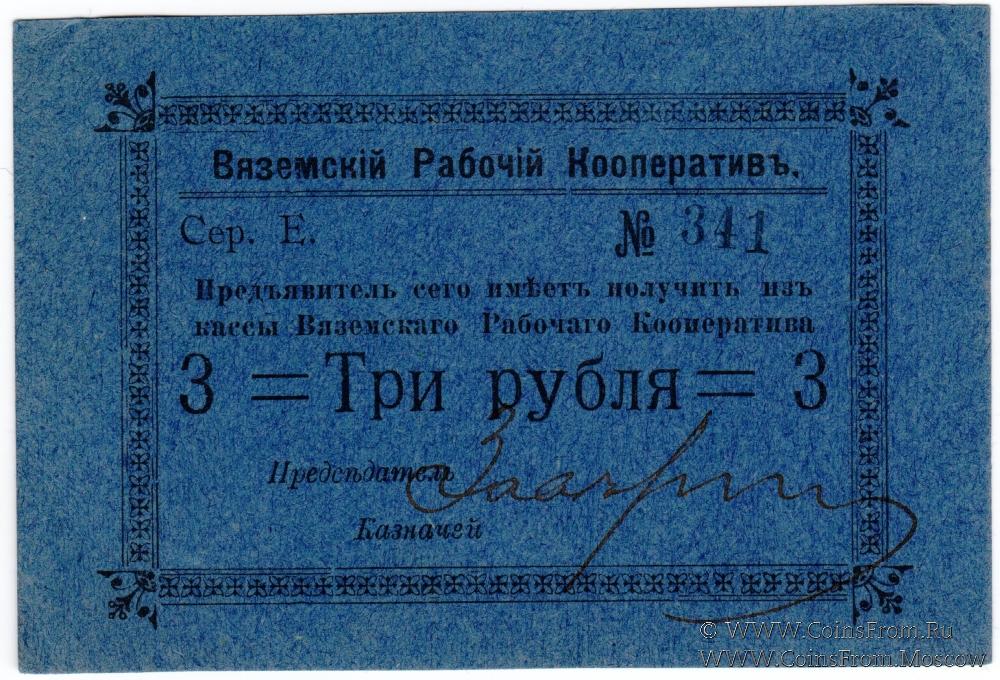 Вяземскій Рабочій Кооперативъ.
Сер. Е. № 341
Предъявитель сего имѣетъ получить изъ
кассы Вяземскаго Рабочаго Кооператива
3 = Три рубля = 3
Предсѣдатель
Казначей
© WWW.CoinsFrom.Ru
WWW.CoinsFrom.Moscow